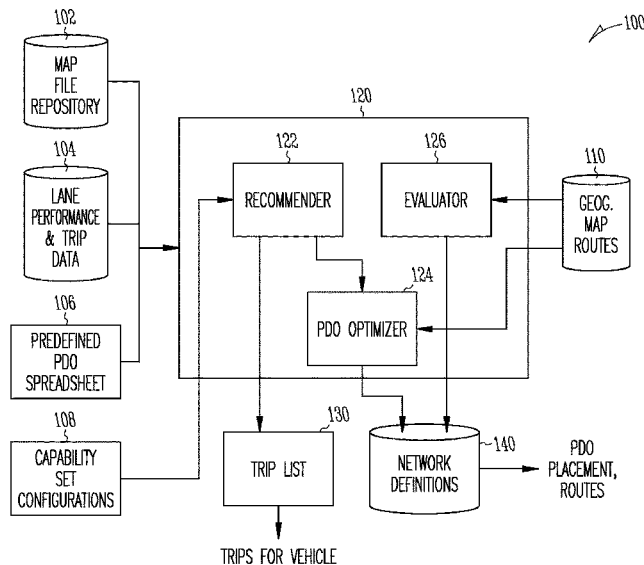 100
102
MAP
FILE
REPOSITORY
104
LANE
PERFORMANCE
& TRIP
DATA
106
PREDEFINED
PDO
SPREADSHEET
108
CAPABILITY
SET
CONFIGURATIONS
120
122
RECOMMENDER
126
EVALUATOR
124
PDO OPTIMIZER
110
GEOG.
MAP
ROUTES
130
TRIP LIST
TRIPS FOR VEHICLE
140
NETWORK
DEFINITIONS
PDO
PLACEMENT,
ROUTES